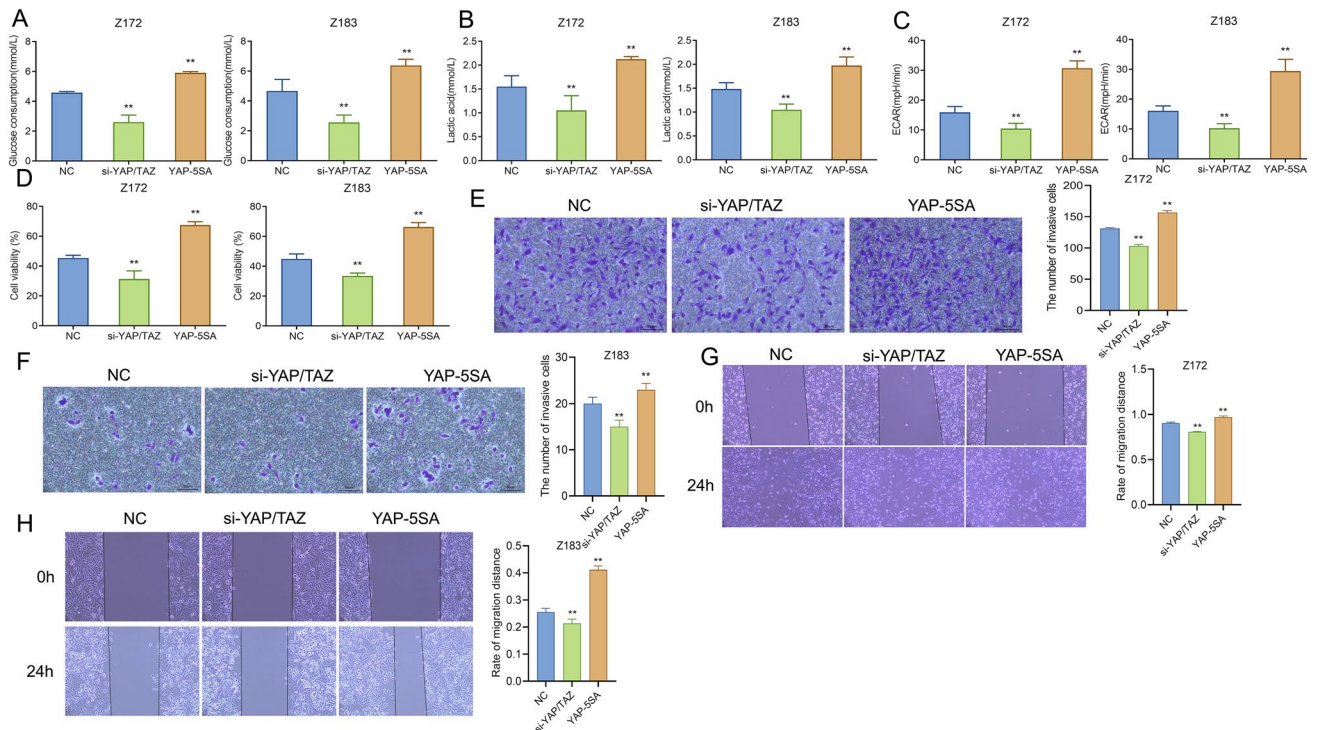 A
Z172
Glucose consumption(mmol/L)
8
6
4
2
0
**
**
NC
si-YAP/TAZ
YAP-5SA
Z183
Glucose consumption(mmol/L)
8
6
4
2
0
**
**
NC
si-YAP/TAZ
YAP-5SA
B
Z172
Lactic acid(mmol/L)
2.5
2.0
1.5
1.0
0.5
0.0
**
**
NC
si-YAP/TAZ
YAP-5SA
Z183
Lactic acid(mmol/L)
2.5
2.0
1.5
1.0
0.5
0.0
**
**
NC
si-YAP/TAZ
YAP-5SA
C
Z172
ECAR(mpH/min)
40
30
20
10
0
**
**
NC
si-YAP/TAZ
YAP-5SA
Z183
ECAR(mpH/min)
40
30
20
10
0
**
**
NC
si-YAP/TAZ
YAP-5SA
D
Z172
Cell viability (%)
80
60
40
20
0
**
**
NC
si-YAP/TAZ
YAP-5SA
Z183
Cell viability (%)
80
60
40
20
0
**
**
NC
si-YAP/TAZ
YAP-5SA
E
NC
si-YAP/TAZ
YAP-5SA
Z172
The number of invasive cells
200
150
100
50
0
**
**
NC
si-YAP/TAZ
YAP-5SA
F
NC
si-YAP/TAZ
YAP-5SA
Z183
The number of invasive cells
30
20
10
0
**
**
NC
si-YAP/TAZ
YAP-5SA
G
NC
si-YAP/TAZ
YAP-5SA
0h
24h
Z172
Rate of migration distance
1.5
1.0
0.5
0.0
**
**
NC
si-YAP/TAZ
YAP-5SA
H
NC
si-YAP/TAZ
YAP-5SA
0h
24h
Z183
Rate of migration distance
0.5
0.4
0.3
0.2
0.1
0.0
**
**
NC
si-YAP/TAZ
YAP-5SA